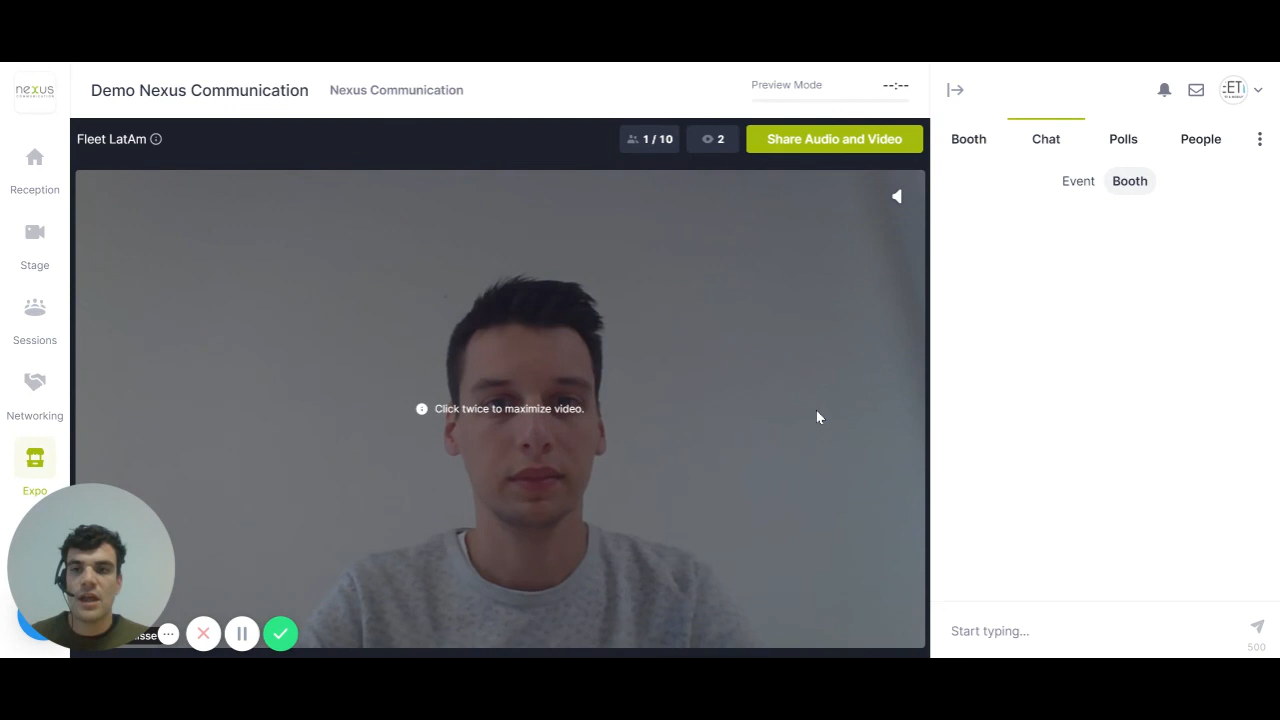 nexus
COMMUNICATION
Demo Nexus Communication
Nexus Communication
Preview Mode
--:--
Fleet LatAm
1 / 10
2
Share Audio and Video
Booth
Chat
Polls
People
Event
Booth
Reception
Stage
Sessions
Networking
Expo
Click twice to maximize video.
Start typing...
500